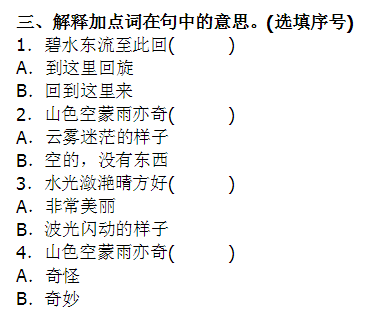 三、解释加点词在句中的意思。(选填序号)
1．碧水东流至此回(        )
A．到这里回旋
B．回到这里来
2．山色空蒙雨亦奇(        )
A．云雾迷茫的样子
B．空的，没有东西
3．水光潋滟晴方好(        )
A．非常美丽
B．波光闪动的样子
4．山色空蒙雨亦奇(        )
A．奇怪
B．奇妙